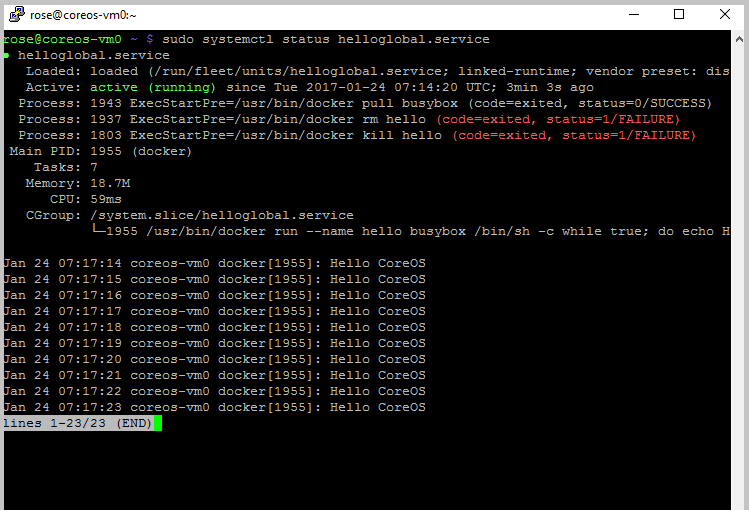 rose@coreos-vm0:~
rose@coreos-vm0 ~ $ sudo systemctl status helloglobal.service
● helloglobal.service
   Loaded: loaded (/run/fleet/units/helloglobal.service; linked-runtime; vendor preset: dis
   Active: active (running) since Tue 2017-01-24 07:14:20 UTC; 3min 3s ago
  Process: 1943 ExecStartPre=/usr/bin/docker pull busybox (code=exited, status=0/SUCCESS)
  Process: 1937 ExecStartPre=/usr/bin/docker rm hello (code=exited, status=1/FAILURE)
  Process: 1803 ExecStartPre=/usr/bin/docker kill hello (code=exited, status=1/FAILURE)
 Main PID: 1955 (docker)
    Tasks: 7
   Memory: 18.7M
      CPU: 59ms
   CGroup: /system.slice/helloglobal.service
           └─1955 /usr/bin/docker run --name hello busybox /bin/sh -c while true; do echo H
Jan 24 07:17:14 coreos-vm0 docker[1955]: Hello CoreOS
Jan 24 07:17:15 coreos-vm0 docker[1955]: Hello CoreOS
Jan 24 07:17:16 coreos-vm0 docker[1955]: Hello CoreOS
Jan 24 07:17:17 coreos-vm0 docker[1955]: Hello CoreOS
Jan 24 07:17:18 coreos-vm0 docker[1955]: Hello CoreOS
Jan 24 07:17:19 coreos-vm0 docker[1955]: Hello CoreOS
Jan 24 07:17:20 coreos-vm0 docker[1955]: Hello CoreOS
Jan 24 07:17:21 coreos-vm0 docker[1955]: Hello CoreOS
Jan 24 07:17:22 coreos-vm0 docker[1955]: Hello CoreOS
Jan 24 07:17:23 coreos-vm0 docker[1955]: Hello CoreOS
lines 1-23/23 (END)